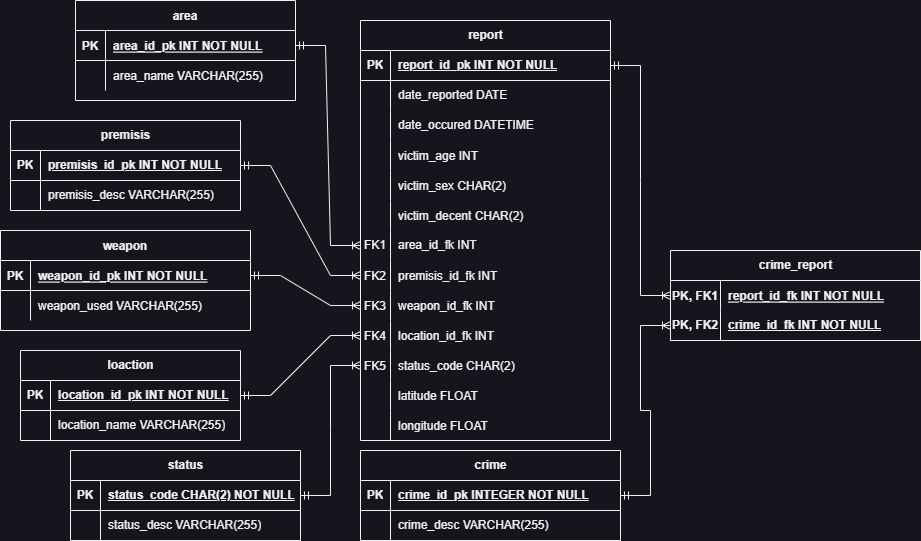 area
PK area_id_pk INT NOT NULL
area_name VARCHAR(255)
premisis
PK premisis_id_pk INT NOT NULL
premisis_desc VARCHAR(255)
weapon
PK weapon_id_pk INT NOT NULL
weapon_used VARCHAR(255)
loaction
PK location_id_pk INT NOT NULL
location_name VARCHAR(255)
status
PK status_code CHAR(2) NOT NULL
status_desc VARCHAR(255)
report
PK report_id_pk INT NOT NULL
date_reported DATE
date_occured DATETIME
victim_age INT
victim_sex CHAR(2)
victim_decent CHAR(2)
FK1 area_id_fk INT
FK2 premisis_id_fk INT
FK3 weapon_id_fk INT
FK4 location_id_fk INT
FK5 status_code CHAR(2)
latitude FLOAT
longitude FLOAT
crime
PK crime_id_pk INTEGER NOT NULL
crime_desc VARCHAR(255)
crime_report
PK, FK1 report_id_fk INT NOT NULL
PK, FK2 crime_id_fk INT NOT NULL